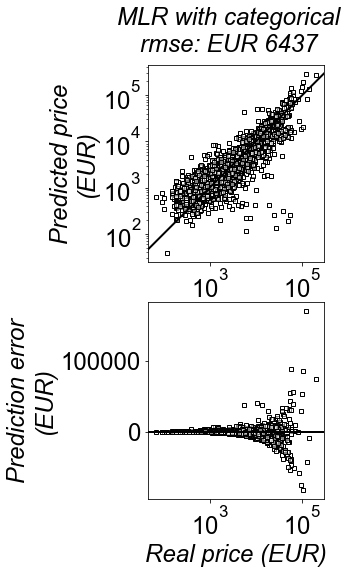 MLR with categorical
rmse: EUR 6437
Predicted price
(EUR)
10^5
10^4
10^3
10^2
10^3 10^5
Prediction error
(EUR)
100000
0
10^3 10^5
Real price (EUR)